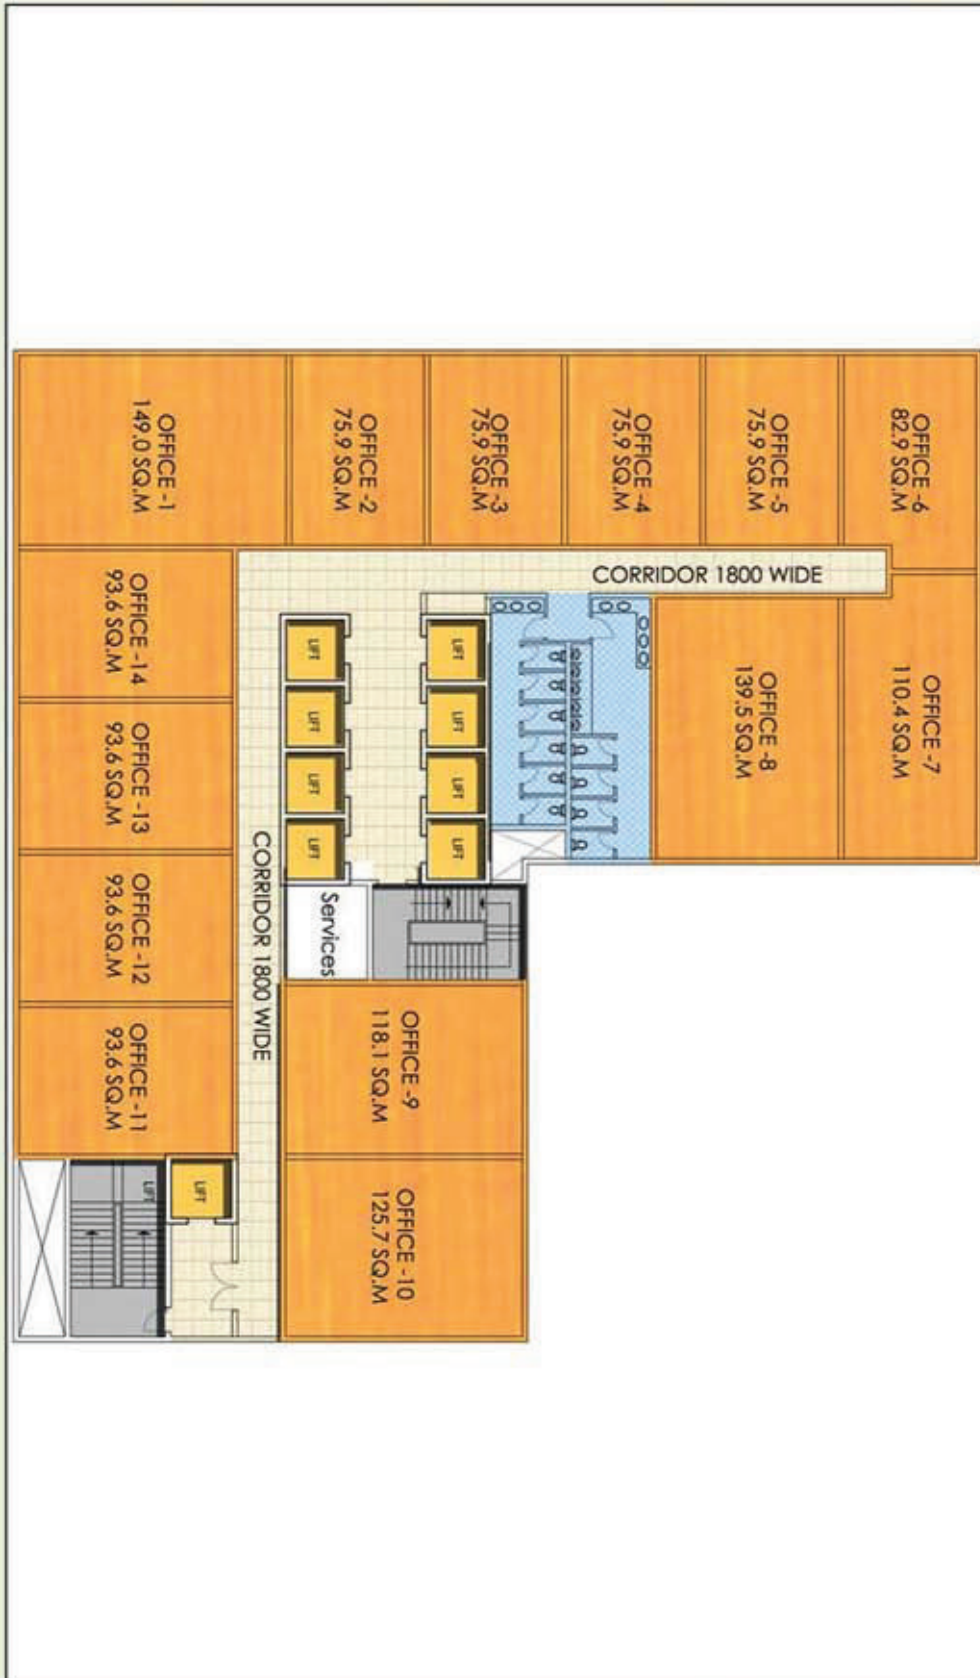 OFFICE -1
149.0 SQ.M
OFFICE -2
75.9 SQ.M
OFFICE -3
75.9 SQ.M
OFFICE -4
75.9 SQ.M
OFFICE -5
75.9 SQ.M
OFFICE -6
82.9 SQ.M
CORRIDOR 1800 WIDE
OFFICE -14
93.6 SQ.M
LIFT
LIFT
OFFICE -8
139.5 SQ.M
OFFICE -7
110.4 SQ.M
LIFT
LIFT
OFFICE -13
93.6 SQ.M
LIFT
LIFT
LIFT
LIFT
OFFICE -12
93.6 SQ.M
CORRIDOR 1800 WIDE
Services
OFFICE -11
93.6 SQ.M
OFFICE -9
118.1 SQ.M
LIFT
LIFT
OFFICE -10
125.7 SQ.M